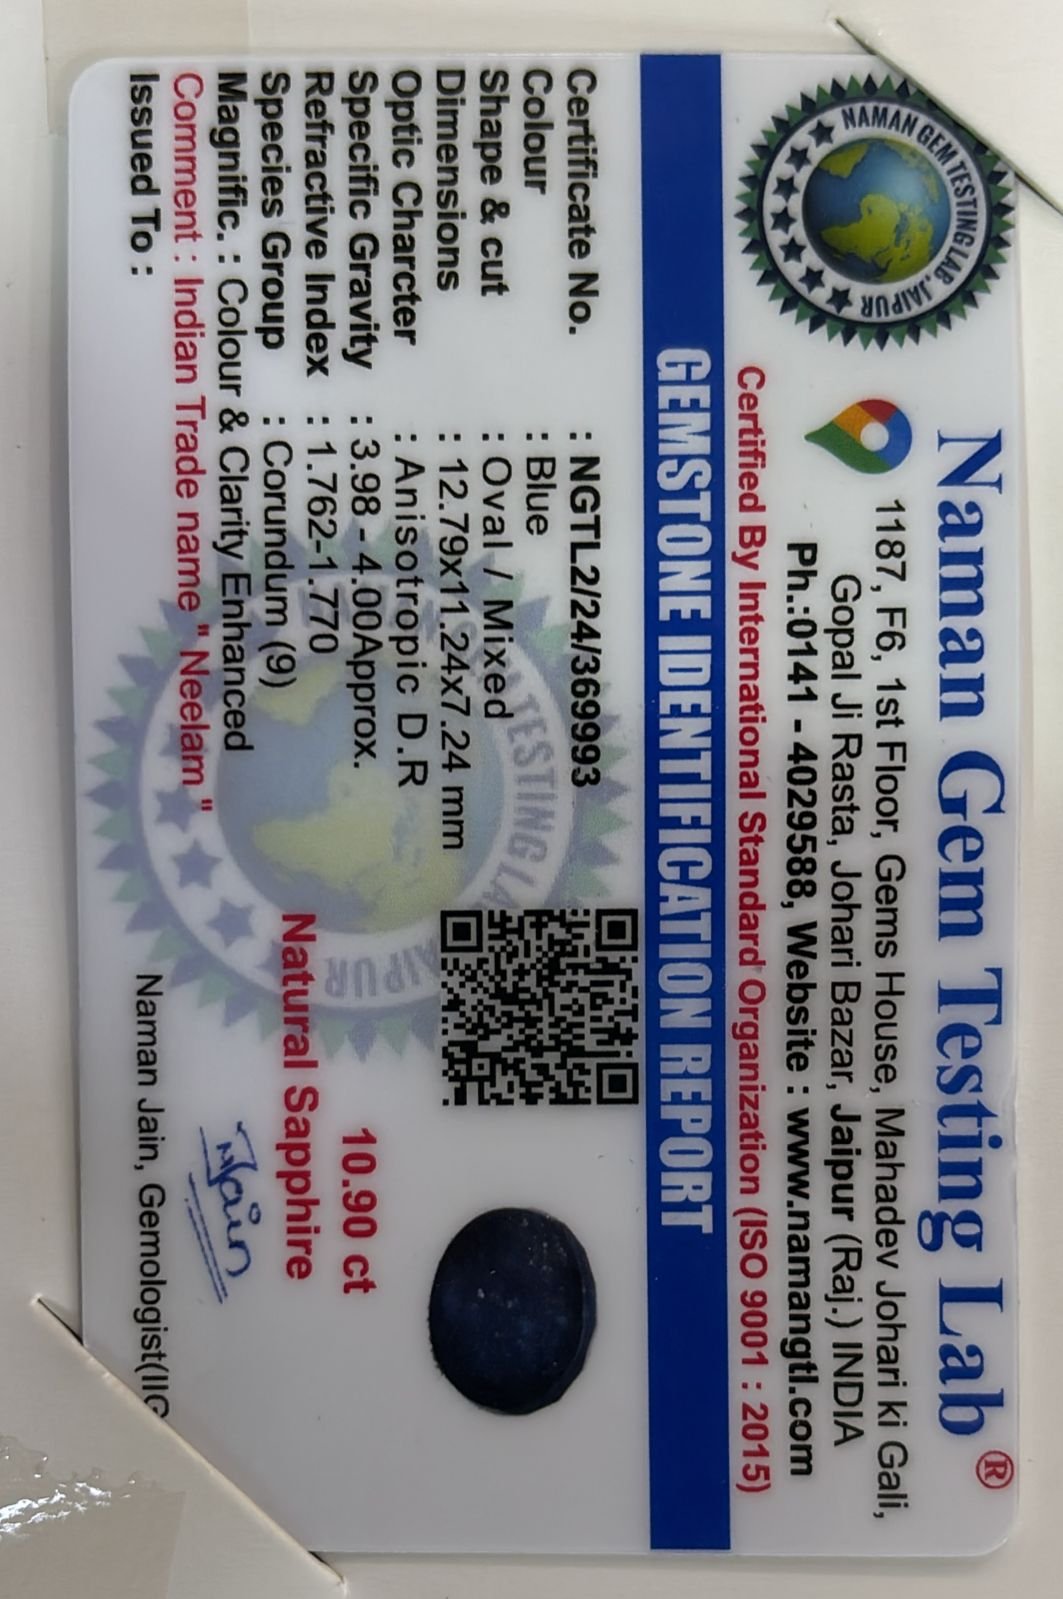 NAMAN GEM TESTING LAB, JAIPUR
Naman Gem Testing Lab ®
1187, F6, 1st Floor, Gems House, Mahadev Johari ki Gali,
Gopal Ji Rasta, Johari Bazar, Jaipur (Raj.) INDIA
Ph.:0141 - 4029588, Website : www.namangtl.com
Certified By International Standard Organization (ISO 9001 : 2015)
GEMSTONE IDENTIFICATION REPORT
Certificate No. : NGTL2/24/369993
Colour : Blue
Shape & cut : Oval / Mixed
Dimensions : 12.79x11.24x7.24 mm
Optic Charcter : Anisotropic D.R
Specific Gravity : 3.98 - 4.00Approx.
Refractive Index : 1.762-1.770
Species Group : Corundum (9)
Magnific. : Colour & Clarity Enhanced
Comment : Indian Trade name " Neelam "
Issued To :
10.90 ct
Natural Sapphire
NJain
Naman Jain, Gemologist(IIG